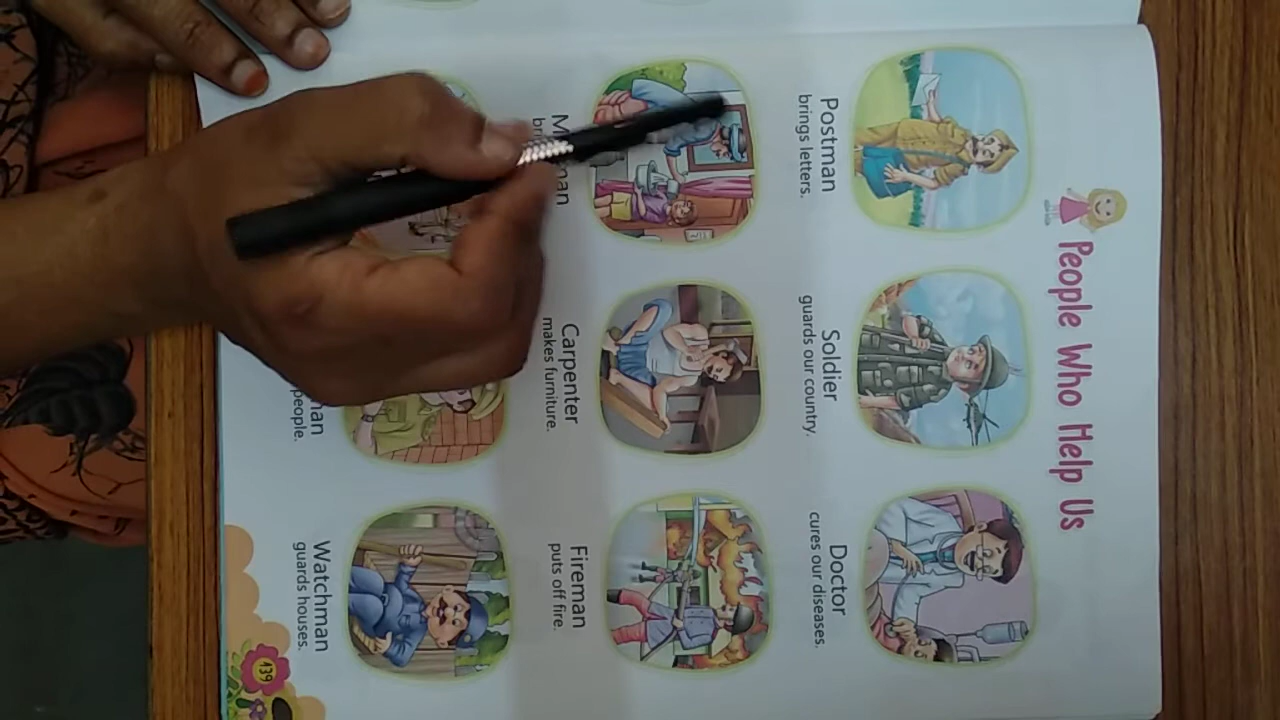 People Who Help Us
Postman
brings letters.
Soldier
guards our country.
Doctor
cures our diseases.
Carpenter
makes furniture.
Fireman
puts off fire.
people.
Watchman
guards houses.
139